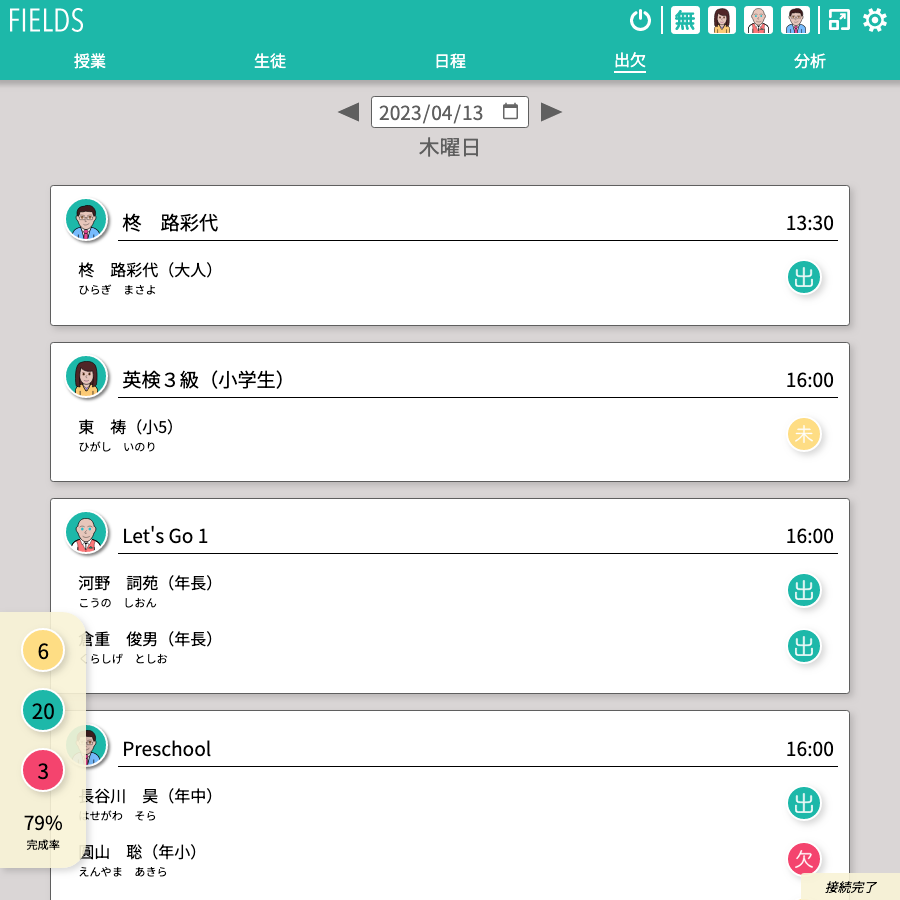 FIELDS
無
授業 生徒 日程 出欠 分析
2023/04/13
木曜日
柊　路彩代 13:30
柊　路彩代（大人） 出
ひらぎ　まさよ
英検３級（小学生） 16:00
東　祷（小5） 未
ひがし　いのり
Let's Go 1 16:00
河野　詞苑（年長） 出
こうの　しおん
倉重　俊男（年長） 出
くらしげ　としお
Preschool 16:00
長谷川　昊（年中） 出
はせがわ　そら
圓山　聡（年小） 欠
えんやま　あきら
6
20
3
79%
完成率
接続完了